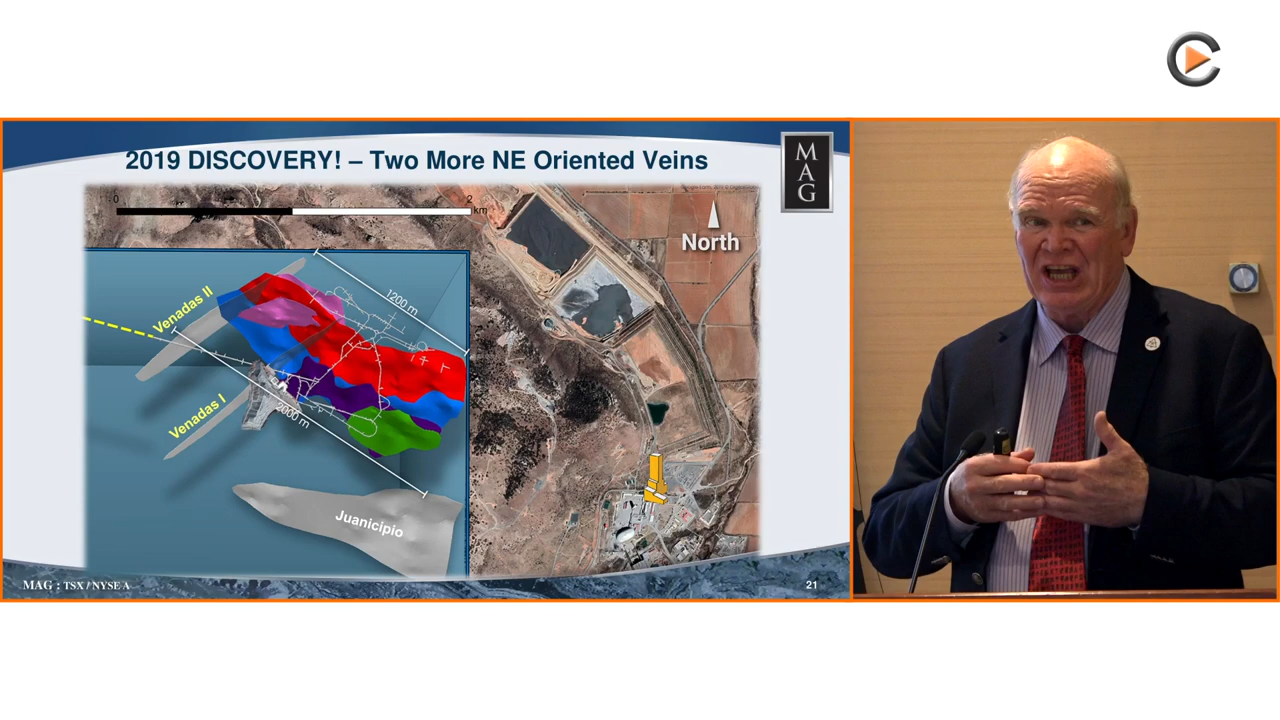 2019 DISCOVERY! – Two More NE Oriented Veins
M
A
G
0
2
km
North
1200 m
Venadas II
Venadas I
2000 m
Juanicipio
MAG : TSX / NYSE A
21